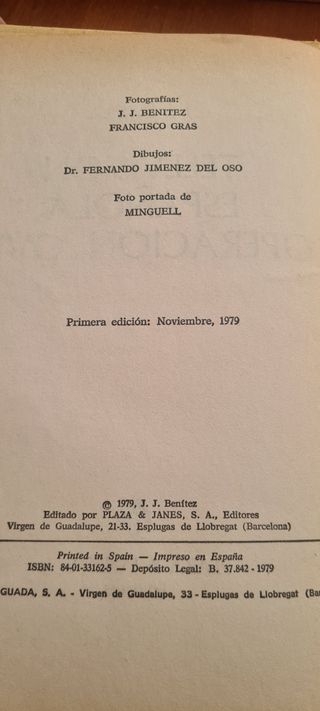 Fotografías:
J. J. BENITEZ
FRANCISCO GRAS
Dibujos:
Dr. FERNANDO JIMENEZ DEL OSO
Foto portada de
MINGUELL
Primera edición: Noviembre, 1979
© 1979, J. J. Benítez
Editado por PLAZA & JANES, S. A., Editores
Virgen de Guadalupe, 21-33. Esplugas de Llobregat (Barcelona)
Printed in Spain — Impreso en España
ISBN: 84-01-33162-5 — Depósito Legal: B. 37.842 - 1979
GUADA, S. A. - Virgen de Guadalupe, 33 - Esplugas de Llobregat (Ba